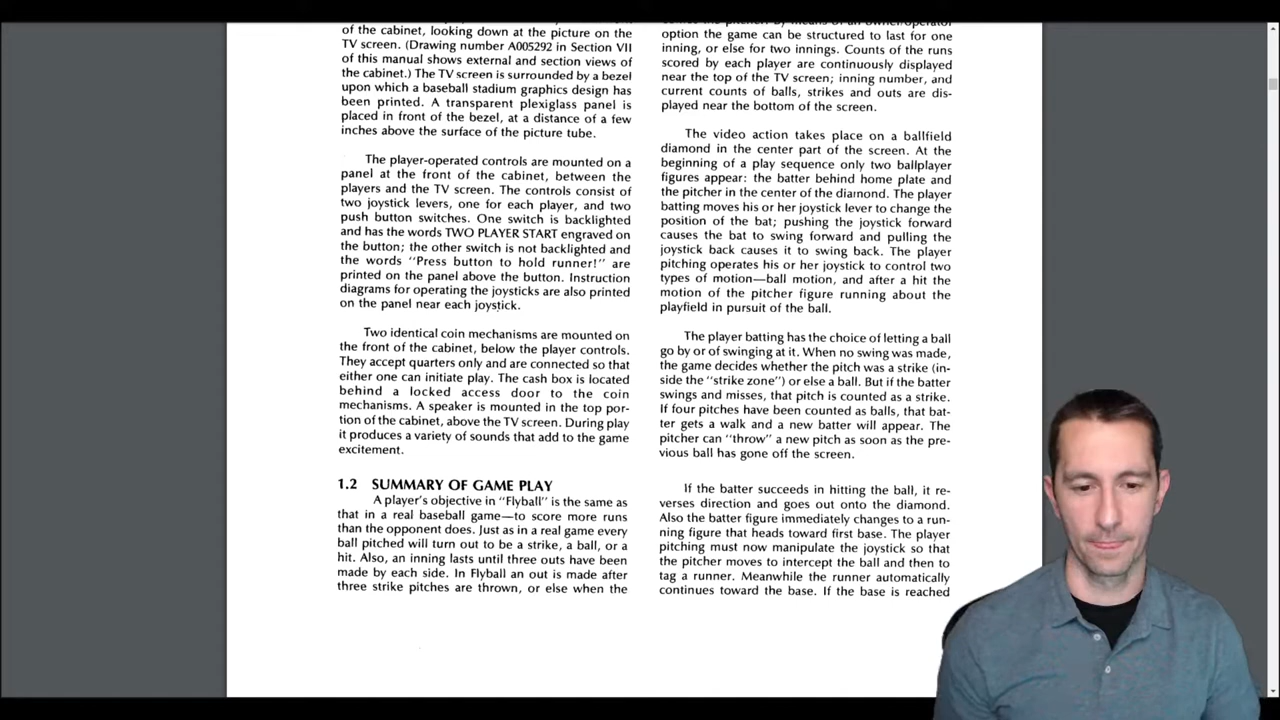 of the cabinet, looking down at the picture on the
TV screen. (Drawing number A005292 in Section VII
of this manual shows external and section views of
the cabinet.) The TV screen is surrounded by a bezel
upon which a baseball stadium graphics design has
been printed. A transparent plexiglass panel is
placed in front of the bezel, at a distance of a few
inches above the surface of the picture tube.
The player-operated controls are mounted on a
panel at the front of the cabinet, between the
players and the TV screen. The controls consist of
two joystick levers, one for each player, and two
push button switches. One switch is backlighted
and has the words TWO PLAYER START engraved on
the button; the other switch is not backlighted and
the words "Press button to hold runner!" are
printed on the panel above the button. Instruction
diagrams for operating the joysticks are also printed
on the panel near each joystick.
Two identical coin mechanisms are mounted on
the front of the cabinet, below the player controls.
They accept quarters only and are connected so that
either one can initiate play. The cash box is located
behind a locked access door to the coin
mechanisms. A speaker is mounted in the top por-
tion of the cabinet, above the TV screen. During play
it produces a variety of sounds that add to the game
excitement.
1.2 SUMMARY OF GAME PLAY
A player's objective in "Flyball" is the same as
that in a real baseball game—to score more runs
than the opponent does. Just as in a real game every
ball pitched will turn out to be a strike, a ball, or a
hit. Also, an inning lasts until three outs have been
made by each side. In Flyball an out is made after
three strike pitches are thrown, or else when the
option the game can be structured to last for one
inning, or else for two innings. Counts of the runs
scored by each player are continuously displayed
near the top of the TV screen; inning number, and
current counts of balls, strikes and outs are dis-
played near the bottom of the screen.
The video action takes place on a ballfield
diamond in the center part of the screen. At the
beginning of a play sequence only two ballplayer
figures appear: the batter behind home plate and
the pitcher in the center of the diamond. The player
batting moves his or her joystick lever to change the
position of the bat; pushing the joystick forward
causes the bat to swing forward and pulling the
joystick back causes it to swing back. The player
pitching operates his or her joystick to control two
types of motion—ball motion, and after a hit the
motion of the pitcher figure running about the
playfield in pursuit of the ball.
The player batting has the choice of letting a ball
go by or of swinging at it. When no swing was made,
the game decides whether the pitch was a strike (in-
side the "strike zone") or else a ball. But if the batter
swings and misses, that pitch is counted as a strike.
If four pitches have been counted as balls, that bat-
ter gets a walk and a new batter will appear. The
pitcher can "throw" a new pitch as soon as the pre-
vious ball has gone off the screen.
If the batter succeeds in hitting the ball, it re-
verses direction and goes out onto the diamond.
Also the batter figure immediately changes to a run-
ning figure that heads toward first base. The player
pitching must now manipulate the joystick so that
the pitcher moves to intercept the ball and then to
tag a runner. Meanwhile the runner automatically
continues toward the base. If the base is reached